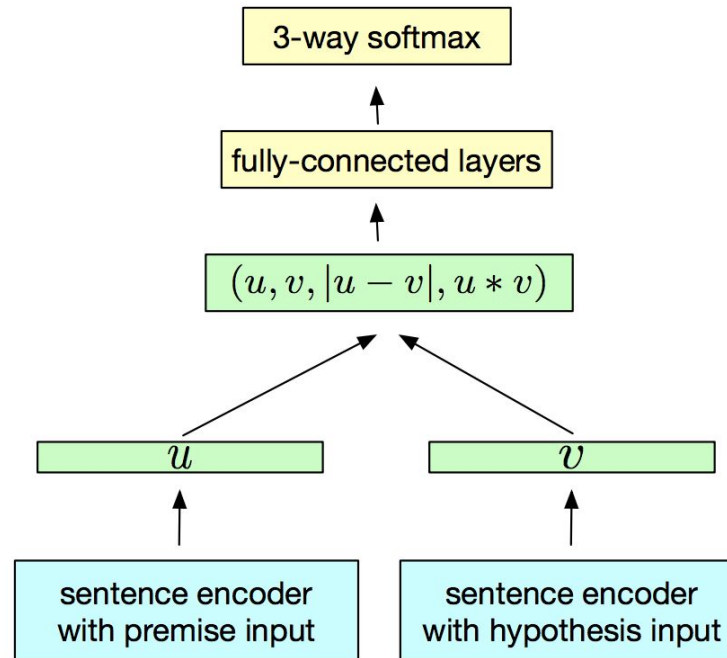 3-way softmax
fully-connected layers
(u, v, |u − v|, u ∗ v)
u
v
sentence encoder
with premise input
sentence encoder
with hypothesis input